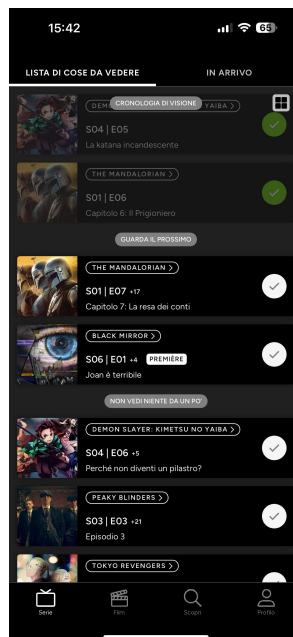 15:42
65
LISTA DI COSE DA VEDERE
IN ARRIVO
CRONOLOGIA DI VISIONE
YAIBA >
S04 | E05
La katana incandescente
THE MANDALORIAN >
S01 | E06
Capitolo 6: Il Prigioniero
GUARDA IL PROSSIMO
THE MANDALORIAN >
S01 | E07 +17
Capitolo 7: La resa dei conti
BLACK MIRROR >
S06 | E01 +4 PREMIÈRE
Joan è terribile
NON VEDI NIENTE DA UN PO'
DEMON SLAYER: KIMETSU NO YAIBA >
S04 | E06 +5
Perché non diventi un pilastro?
PEAKY BLINDERS >
S03 | E03 +21
Episodio 3
TOKYO REVENGERS >
Serie
Film
Scopri
Profilo